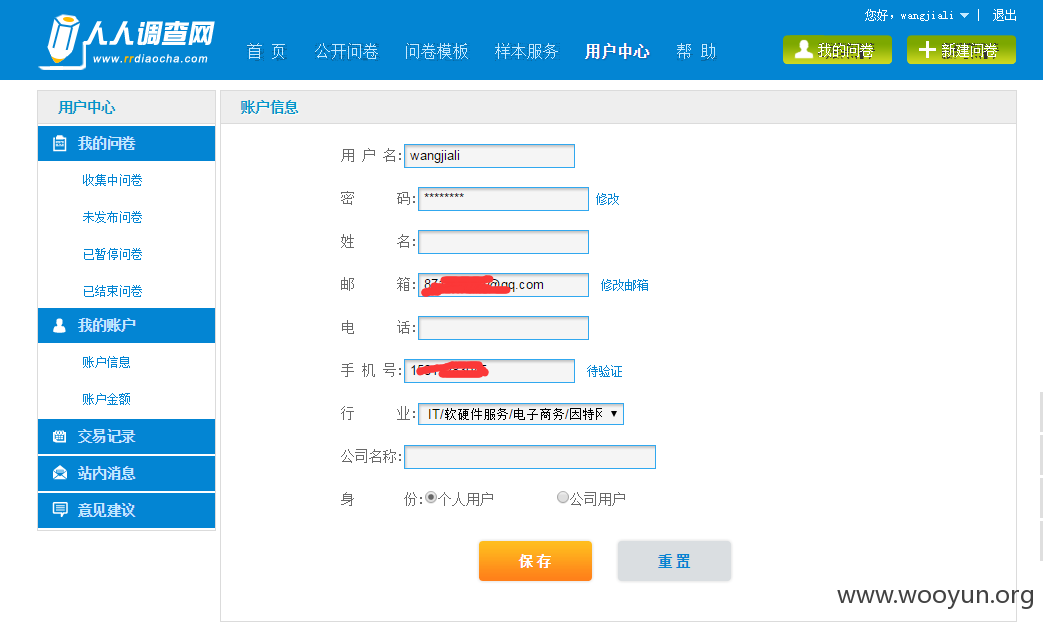 您好，wangjiali | 退出
人人调查网
www.rrdiaocha.com
首 页 公开问卷 问卷模板 样本服务 用户中心 帮 助 我的问卷 新建问卷
用户中心
我的问卷
收集中问卷
未发布问卷
已暂停问卷
已结束问卷
我的账户
账户信息
账户金额
交易记录
站内消息
意见建议
账户信息
用 户 名: wangjiali
密 码: ******** 修改
姓 名:
邮 箱: @qq.com 修改邮箱
电 话:
手 机 号: 待验证
行 业: IT/软硬件服务/电子商务/因特网
公司名称:
身 份: 个人用户 公司用户
保存 重置
www.wooyun.org